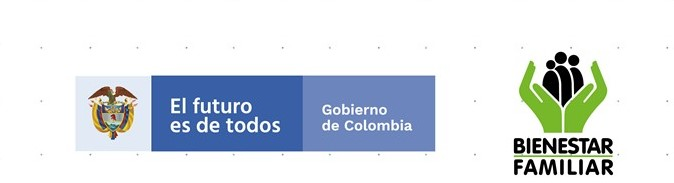 El futuro
es de todos
Gobierno
de Colombia
BIENESTAR
FAMILIAR